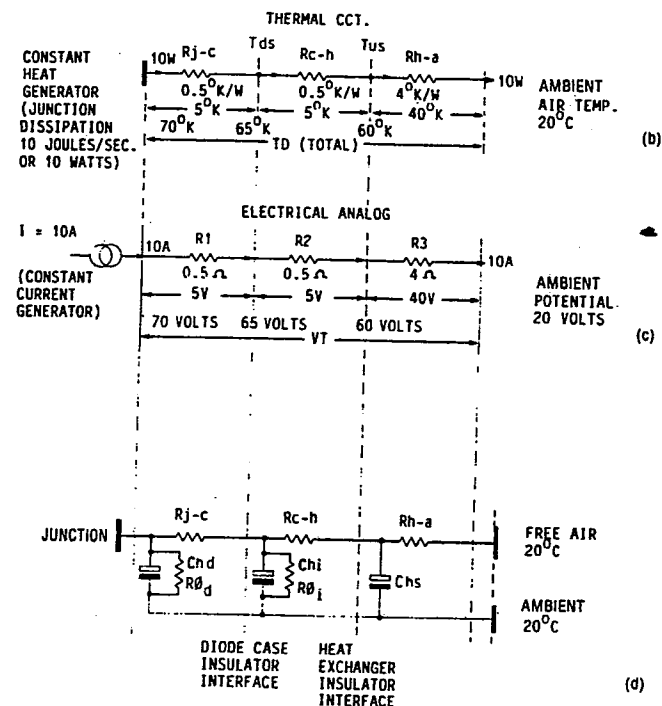 THERMAL CCT.
Tds Tus
10W Rj-c Rc-h Rh-a 10W
0.5°K/W 0.5°K/W 4°K/W
5°K 5°K 40°K
70°K 65°K 60°K
TD (TOTAL)
CONSTANT
HEAT
GENERATOR
(JUNCTION
DISSIPATION
10 JOULES/SEC.
OR 10 WATTS)
AMBIENT
AIR TEMP.
20°C
(b)
ELECTRICAL ANALOG
I = 10A
(CONSTANT
CURRENT
GENERATOR)
10A R1 R2 R3 10A
0.5Ω 0.5Ω 4Ω
5V 5V 40V
70 VOLTS 65 VOLTS 60 VOLTS
VT
AMBIENT
POTENTIAL
20 VOLTS
(c)
Rj-c Rc-h Rh-a
JUNCTION
FREE AIR
20°C
Chd Chi Chs
RØd RØi
AMBIENT
20°C
DIODE CASE
INSULATOR
INTERFACE
HEAT
EXCHANGER
INSULATOR
INTERFACE
(d)